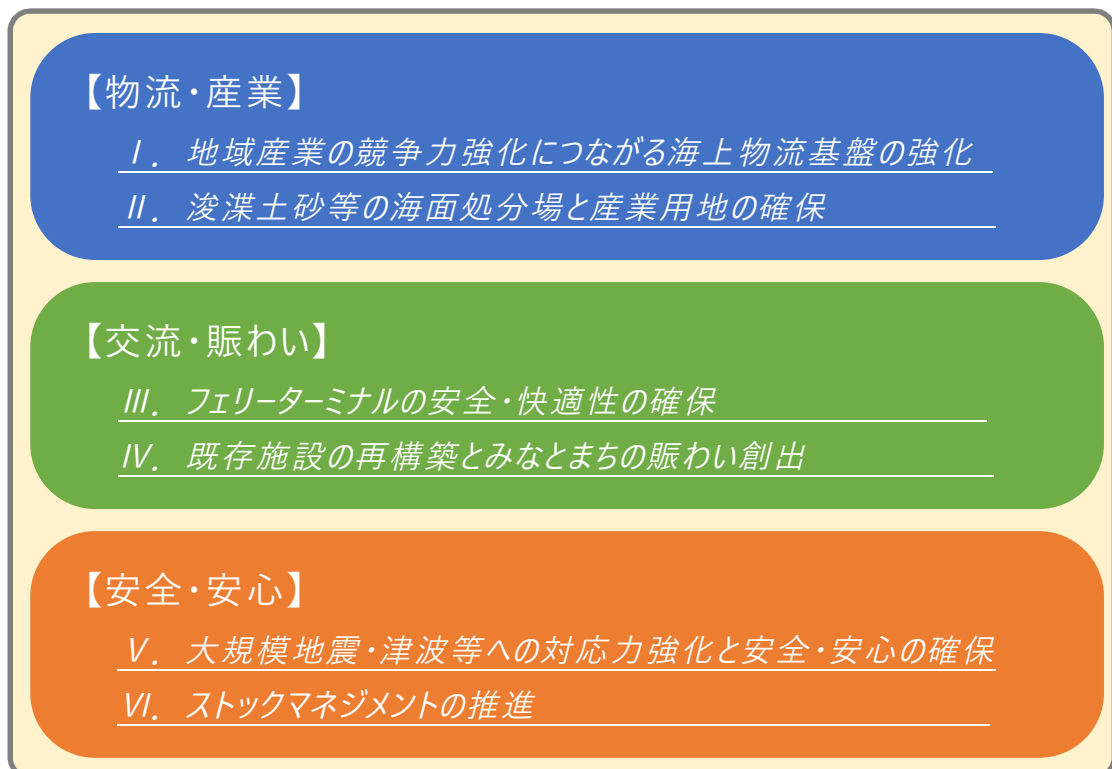 【物流・産業】
Ⅰ．地域産業の競争力強化につながる海上物流基盤の強化
Ⅱ．浚渫土砂等の海面処分場と産業用地の確保
【交流・賑わい】
Ⅲ．フェリーターミナルの安全・快適性の確保
Ⅳ．既存施設の再構築とみなとまちの賑わい創出
【安全・安心】
Ⅴ．大規模地震・津波等への対応力強化と安全・安心の確保
Ⅵ．ストックマネジメントの推進